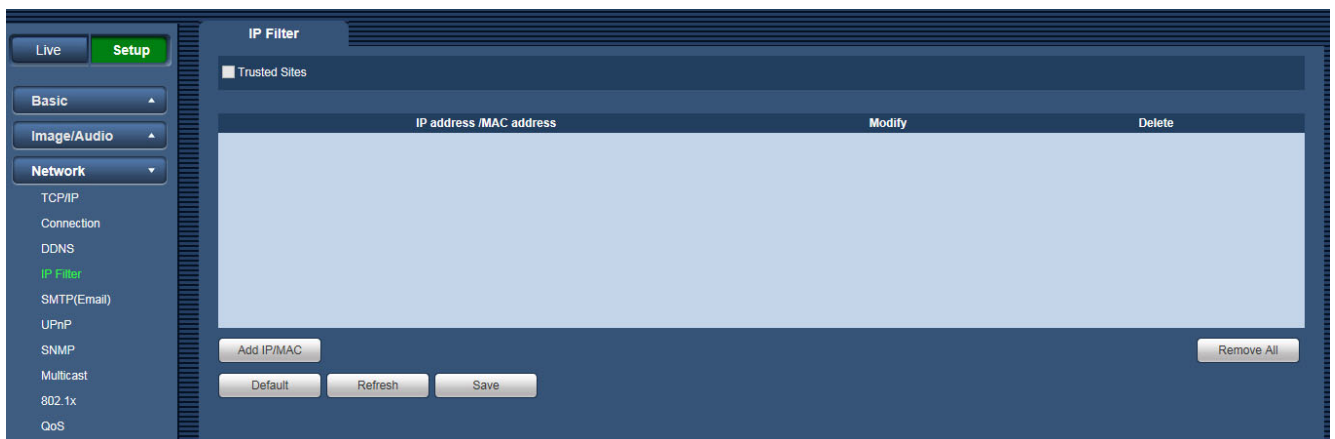 Live Setup
Basic
Image/Audio
Network
TCP/IP
Connection
DDNS
IP Filter
SMTP(Email)
UPnP
SNMP
Multicast
802.1x
QoS
IP Filter
Trusted Sites
IP address /MAC address Modify Delete
Add IP/MAC Remove All
Default Refresh Save